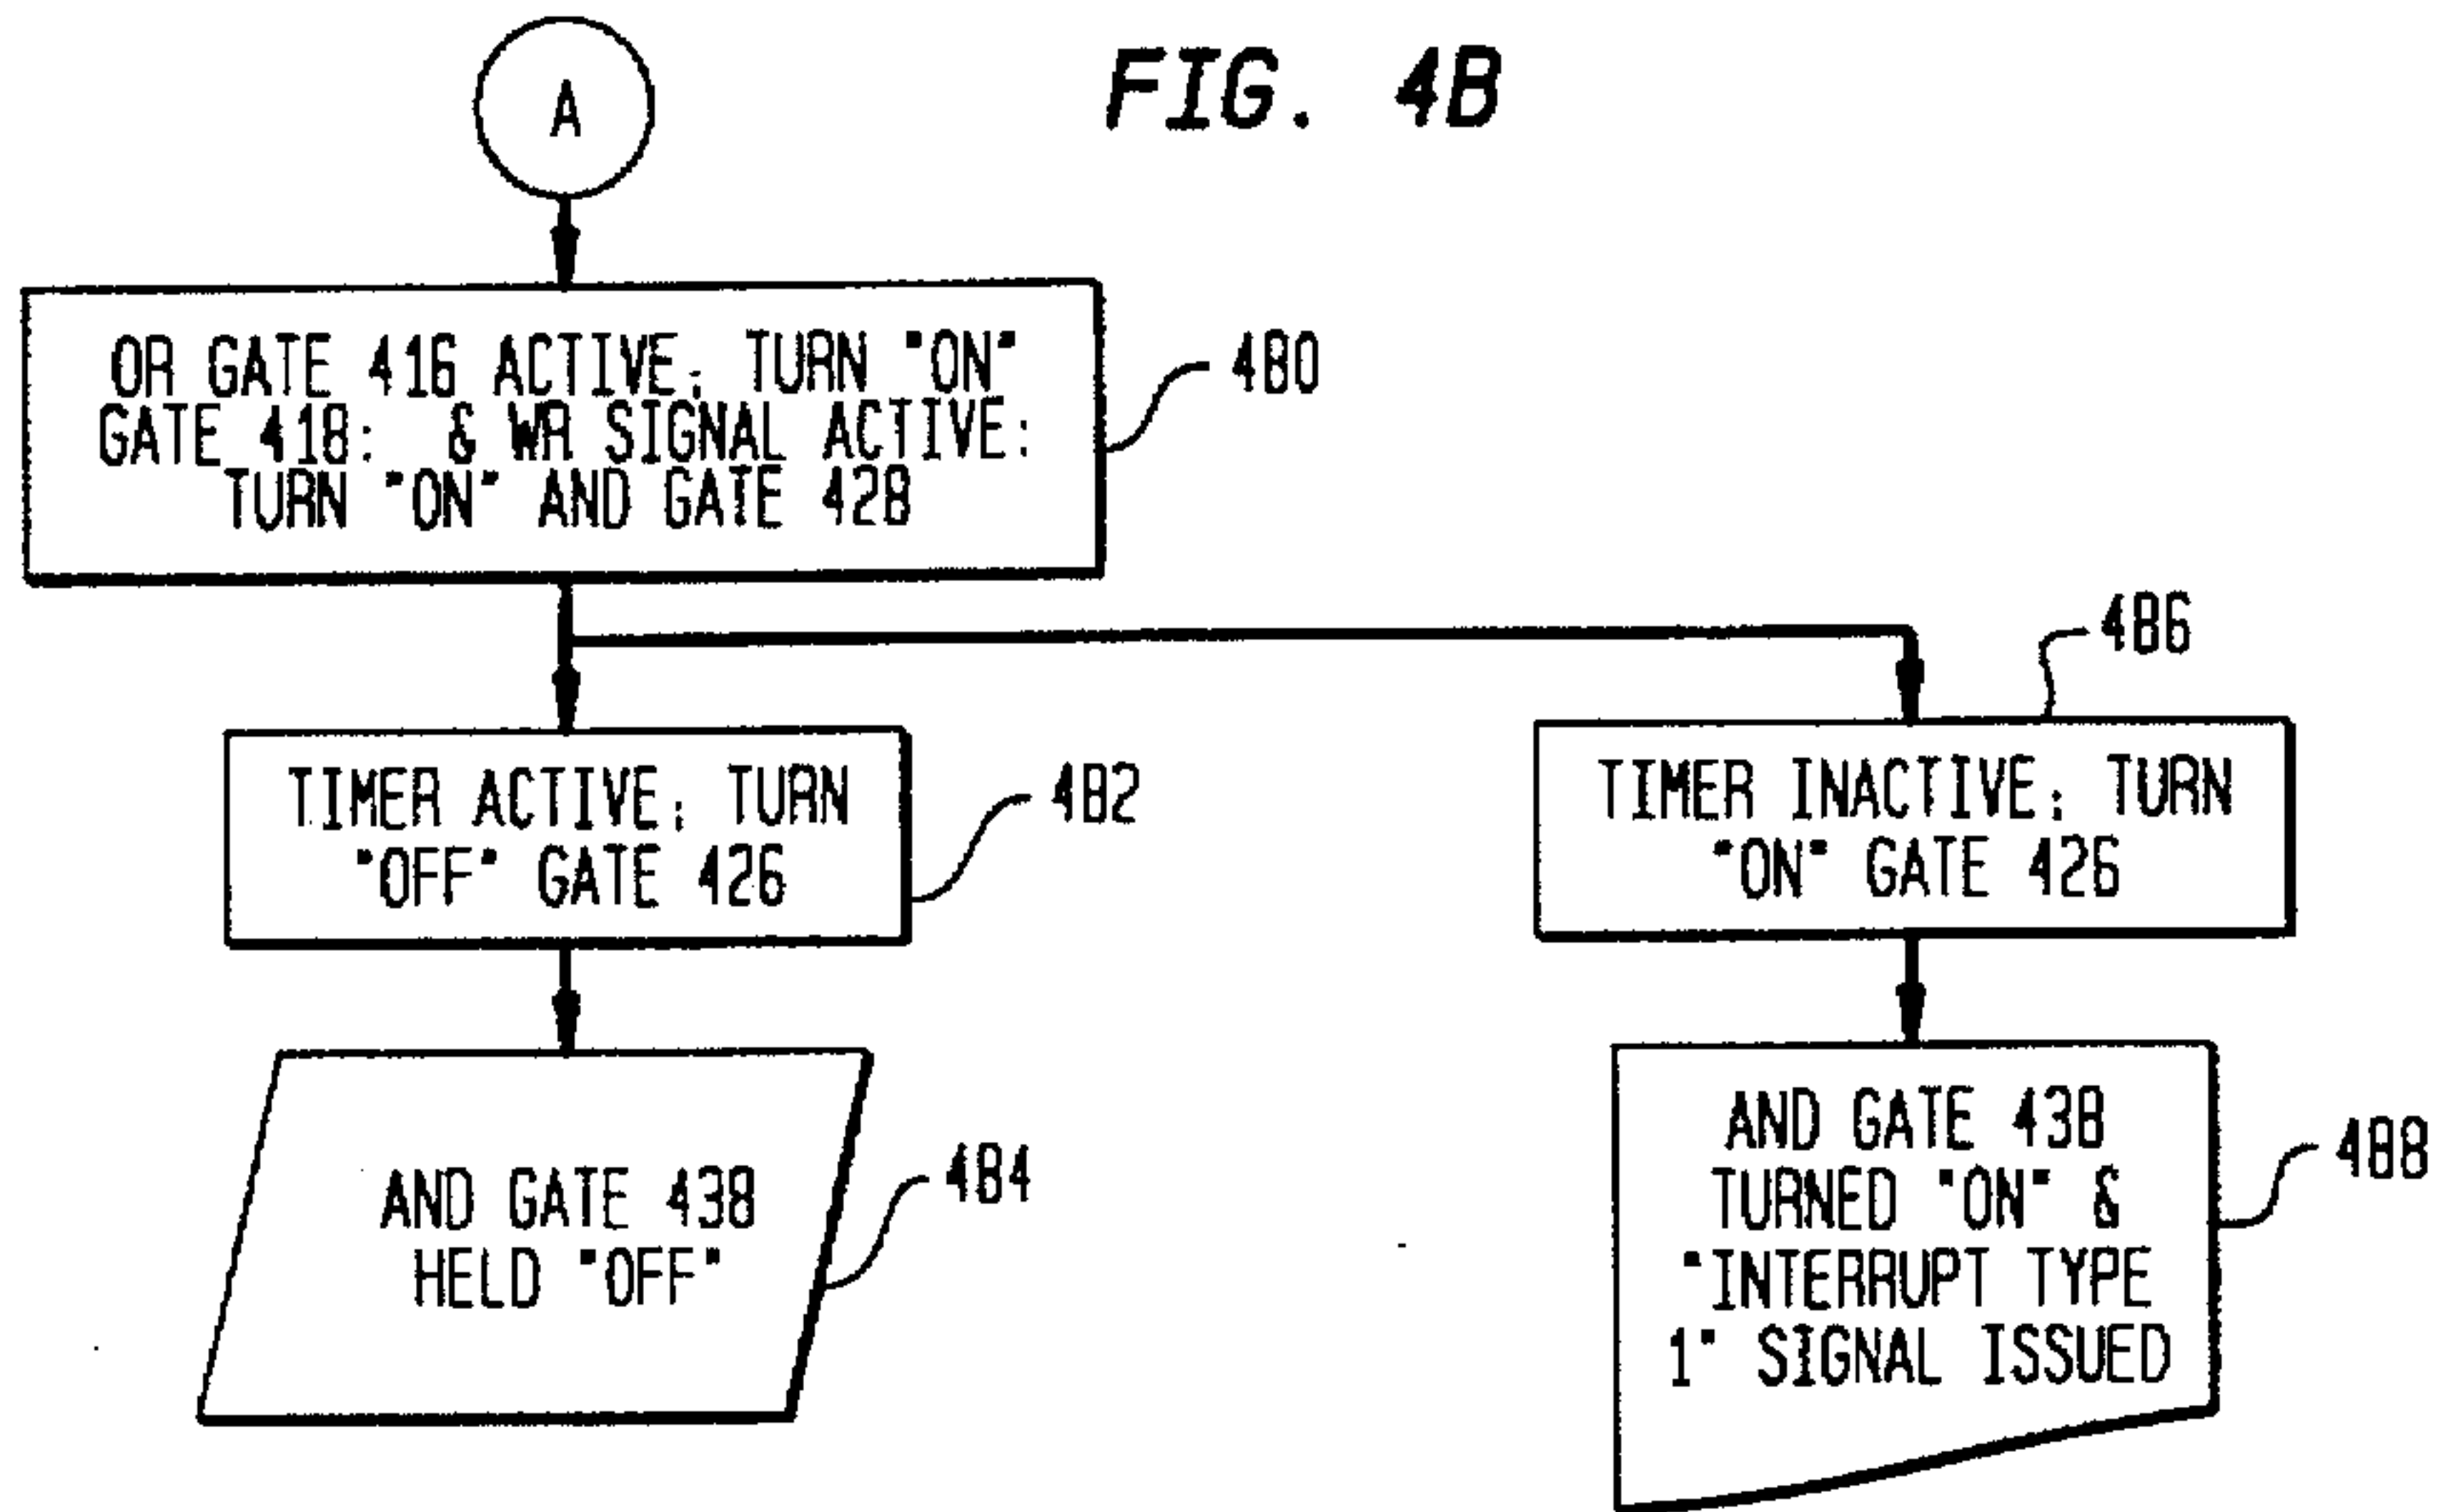 FIG. 4B
A
OR GATE 416 ACTIVE; TURN "ON"
GATE 418; & WR SIGNAL ACTIVE;
TURN "ON" AND GATE 428
480
486
TIMER ACTIVE; TURN
"OFF" GATE 426
482
TIMER INACTIVE; TURN
"ON" GATE 426
AND GATE 438
HELD "OFF"
484
AND GATE 438
TURNED "ON" &
"INTERRUPT TYPE
1" SIGNAL ISSUED
488